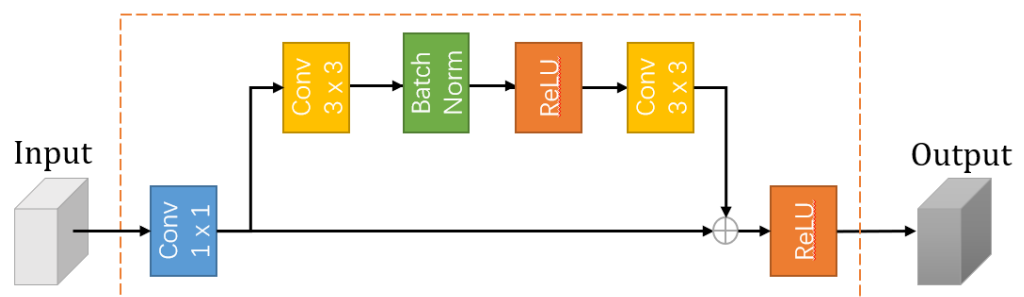 Conv
3 x 3
Batch
Norm
ReLU
Conv
3 x 3
Input
Output
Conv
1 x 1
ReLU